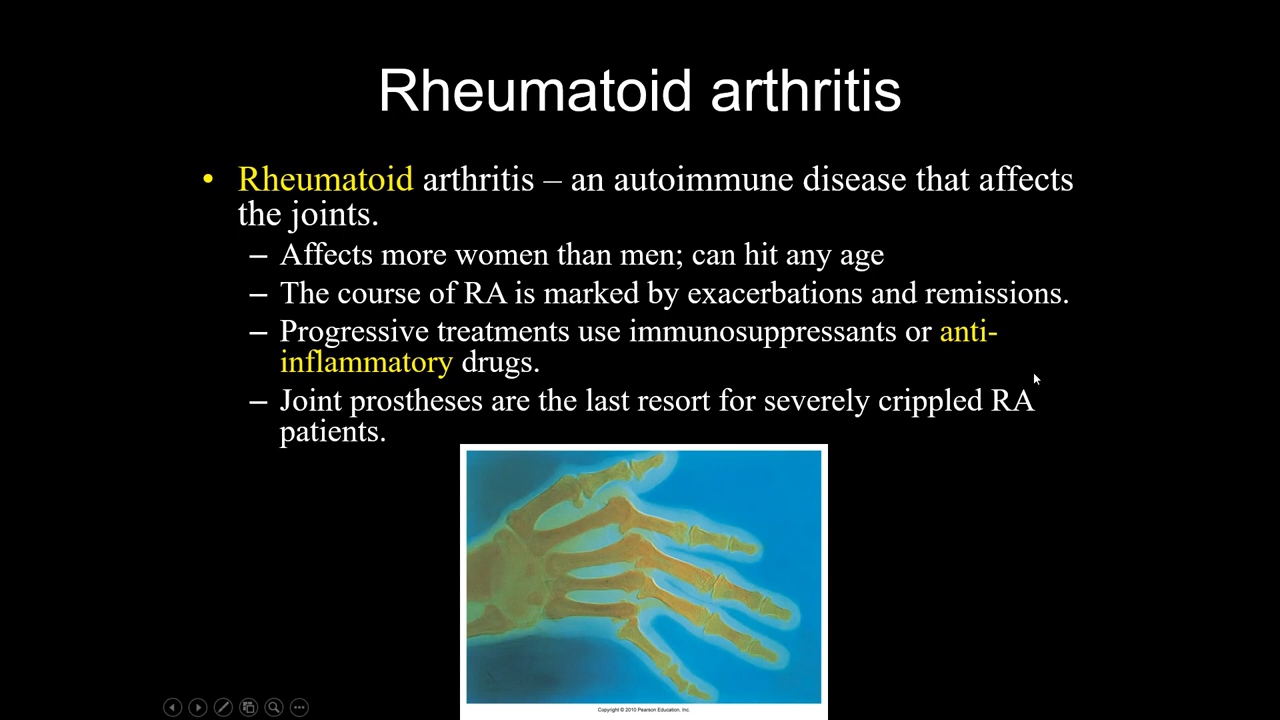 Rheumatoid arthritis
• Rheumatoid arthritis – an autoimmune disease that affects
the joints.
– Affects more women than men; can hit any age
– The course of RA is marked by exacerbations and remissions.
– Progressive treatments use immunosuppressants or anti-
inflammatory drugs.
– Joint prostheses are the last resort for severely crippled RA
patients.
Copyright © 2010 Pearson Education, Inc.